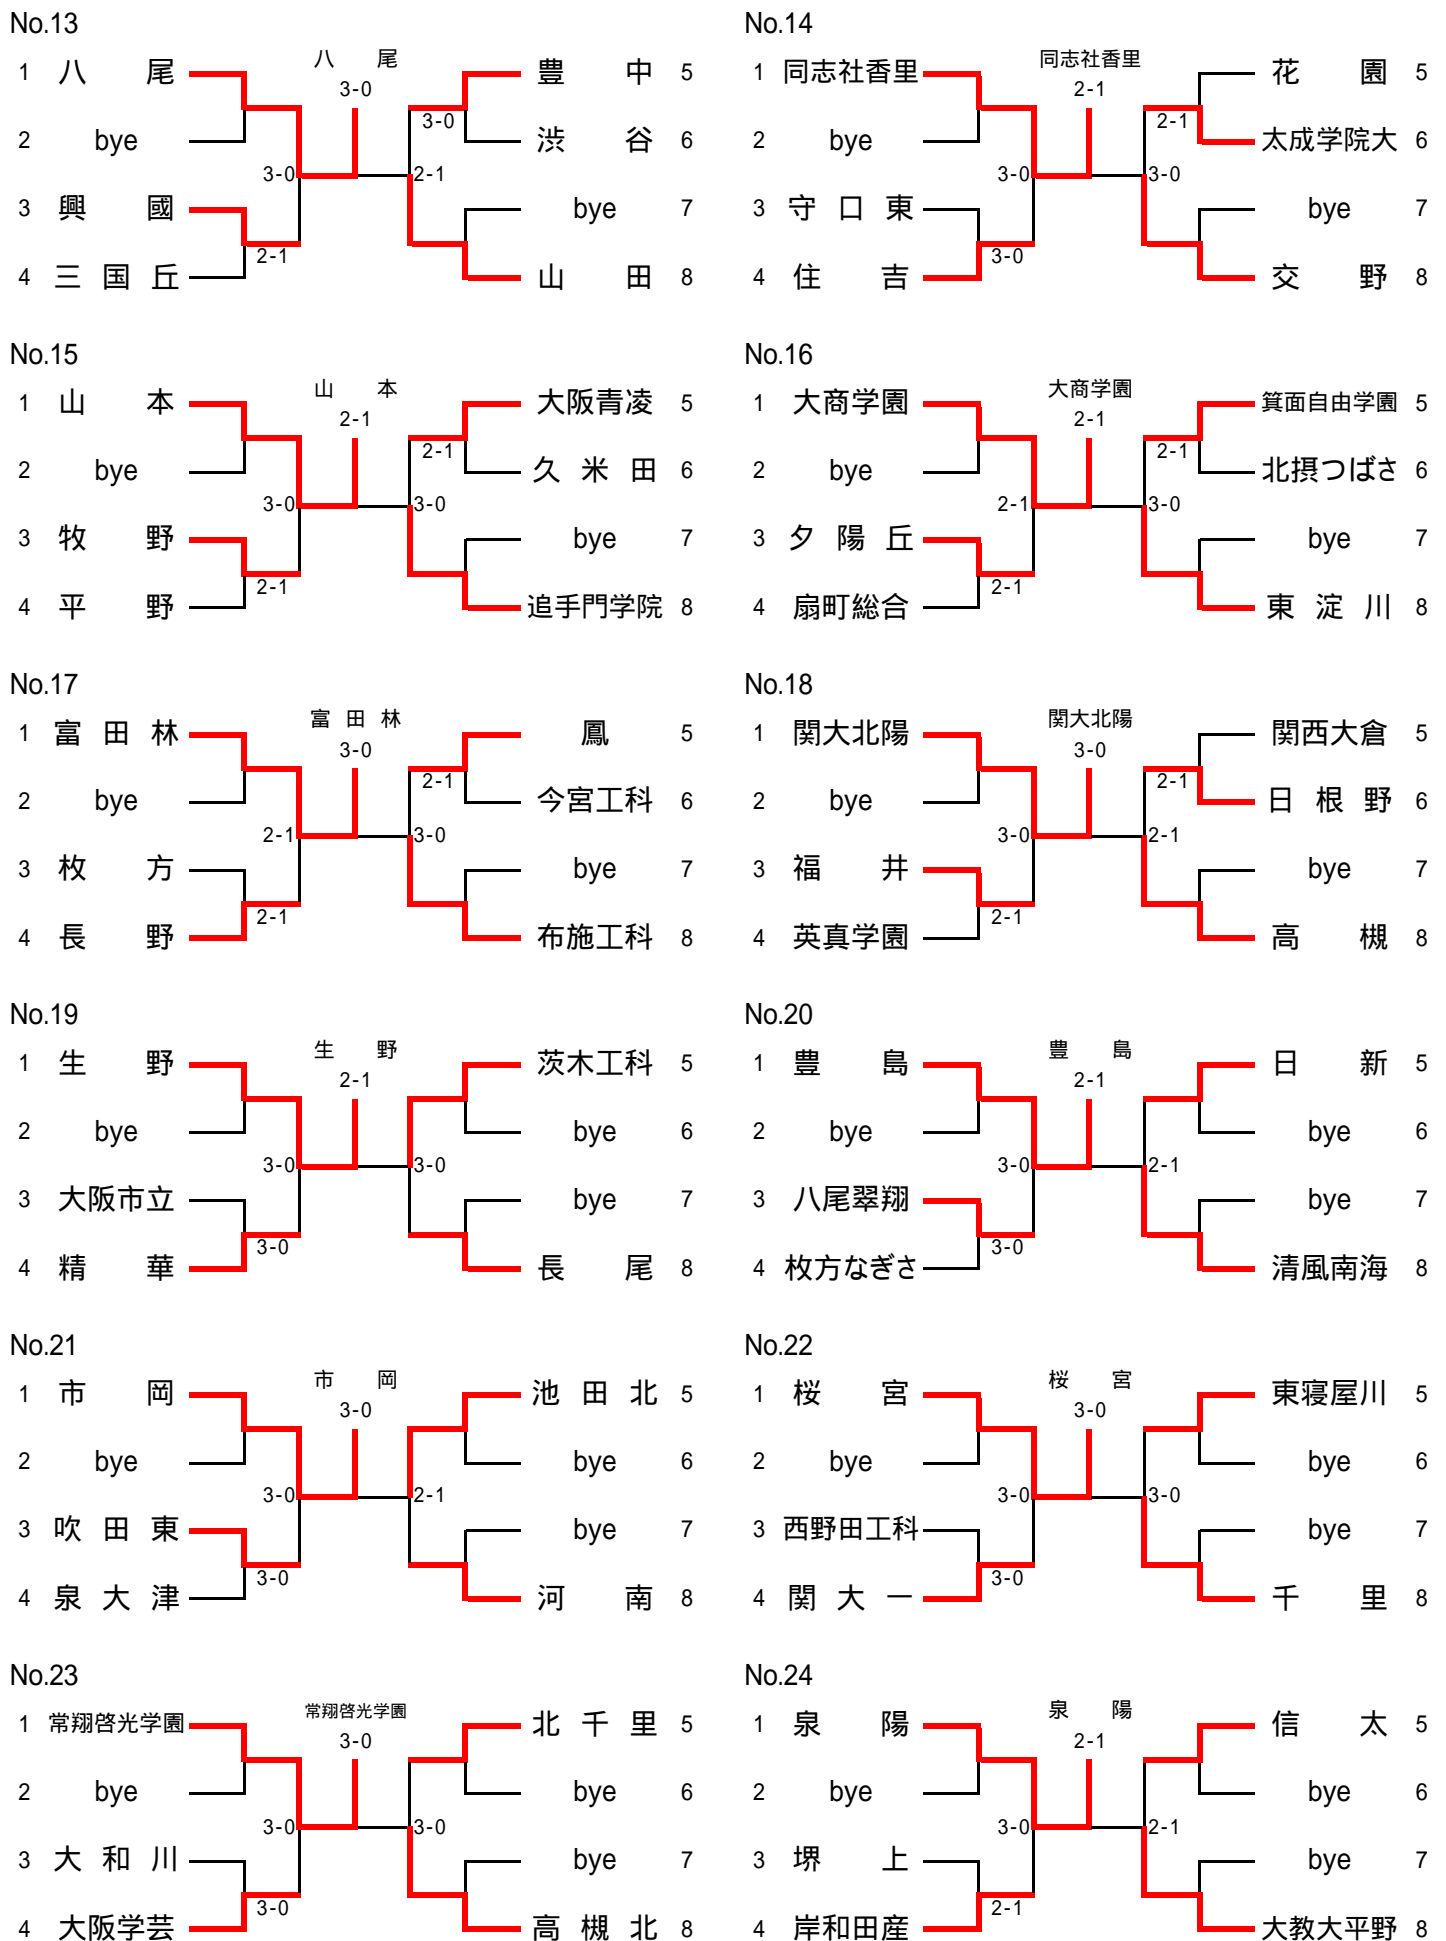 No.13
八尾
3-0
1 八尾 豊中 5
3-0
2 bye 渋谷 6
3-0 2-1
3 興國 bye 7
2-1
4 三国丘 山田 8
No.14
同志社香里
2-1
1 同志社香里 花園 5
2-1
2 bye 太成学院大 6
3-0 3-0
3 守口東 bye 7
3-0
4 住吉 交野 8
No.15
山本
2-1
1 山本 大阪青凌 5
2-1
2 bye 久米田 6
3-0 3-0
3 牧野 bye 7
2-1
4 平野 追手門学院 8
No.16
大商学園
2-1
1 大商学園 箕面自由学園 5
2-1
2 bye 北摂つばさ 6
2-1 3-0
3 夕陽丘 bye 7
2-1
4 扇町総合 東淀川 8
No.17
富田林
3-0
1 富田林 鳳 5
2-1
2 bye 今宮工科 6
2-1 3-0
3 枚方 bye 7
2-1
4 長野 布施工科 8
No.18
関大北陽
3-0
1 関大北陽 関西大倉 5
2-1
2 bye 日根野 6
3-0 2-1
3 福井 bye 7
2-1
4 英真学園 高槻 8
No.19
生野
2-1
1 生野 茨木工科 5
2 bye bye 6
3-0 3-0
3 大阪市立 bye 7
3-0
4 精華 長尾 8
No.20
豊島
2-1
1 豊島 日新 5
2 bye bye 6
3-0 2-1
3 八尾翠翔 bye 7
3-0
4 枚方なぎさ 清風南海 8
No.21
市岡
3-0
1 市岡 池田北 5
2 bye bye 6
3-0 2-1
3 吹田東 bye 7
3-0
4 泉大津 河南 8
No.22
桜宮
3-0
1 桜宮 東寝屋川 5
2 bye bye 6
3-0 3-0
3 西野田工科 bye 7
3-0
4 関大一 千里 8
No.23
常翔啓光学園
3-0
1 常翔啓光学園 北千里 5
2 bye bye 6
3-0 3-0
3 大和川 bye 7
3-0
4 大阪学芸 高槻北 8
No.24
泉陽
2-1
1 泉陽 信太 5
2 bye bye 6
3-0 2-1
3 堺上 bye 7
2-1
4 岸和田産 大教大平野 8